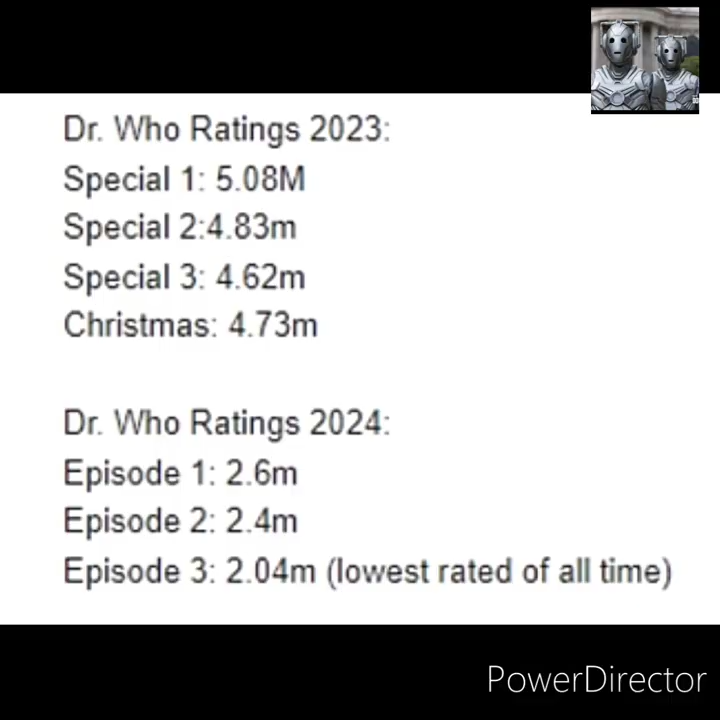 Dr. Who Ratings 2023:
Special 1: 5.08M
Special 2:4.83m
Special 3: 4.62m
Christmas: 4.73m
Dr. Who Ratings 2024:
Episode 1: 2.6m
Episode 2: 2.4m
Episode 3: 2.04m (lowest rated of all time)
PowerDirector